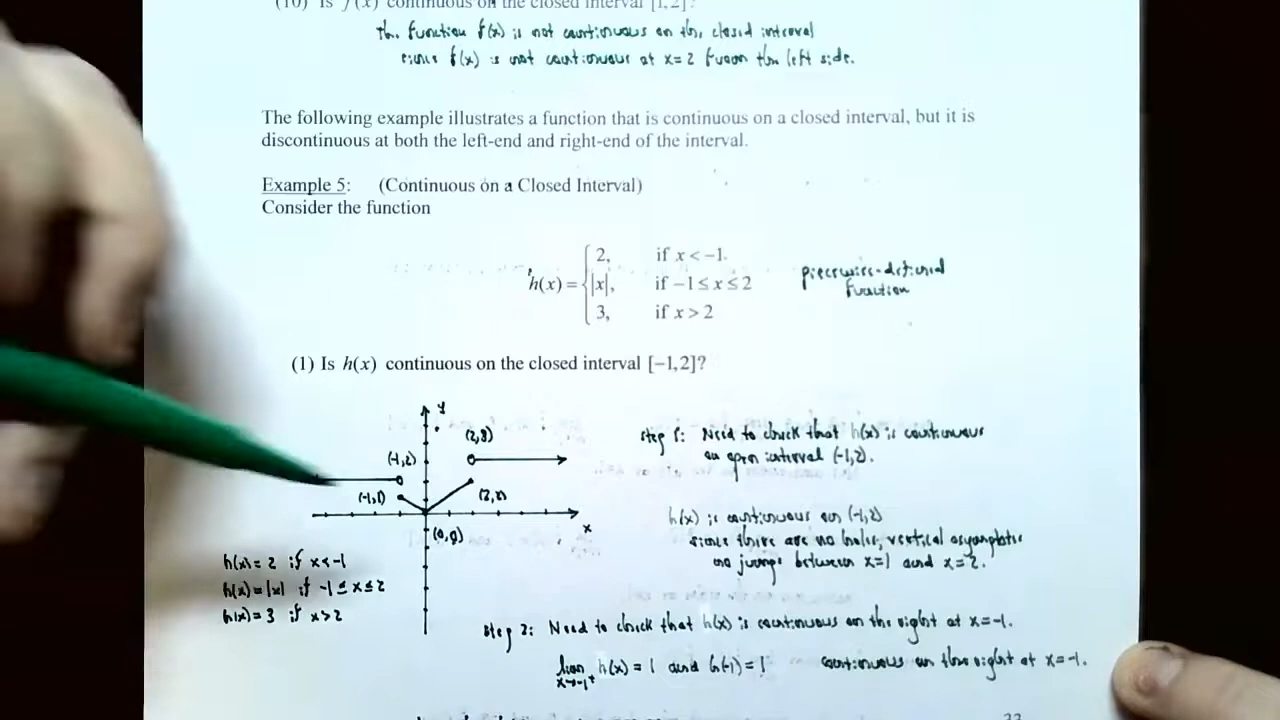 (10) Is f(x) continuous on the closed interval [1,2]?
The function f(x) is not continuous on the closed interval
since f(x) is not continuous at x=2 from the left side.
The following example illustrates a function that is continuous on a closed interval, but it is
discontinuous at both the left-end and right-end of the interval.
Example 5: (Continuous on a Closed Interval)
Consider the function
h(x) = { 2, if x < -1.
|x|, if -1 ≤ x ≤ 2
3, if x > 2
piecewise-defined
function
(1) Is h(x) continuous on the closed interval [-1,2]?
y
(2,3)
(-1,2)
(-1,1)
(2,2)
x
(0,0)
h(x)=2 if x<-1
h(x)=|x| if -1≤x≤2
h(x)=3 if x>2
Step 1: Need to check that h(x) is continuous
on open interval (-1,2).
h(x) is continuous on (-1,2)
since there are no holes, vertical asymptotic
no jumps between x=1 and x=2.
Step 2: Need to check that h(x) is continuous on the right at x=-1.
lim h(x) = 1 and h(-1)=1 continuous on the right at x=-1.
x→-1+